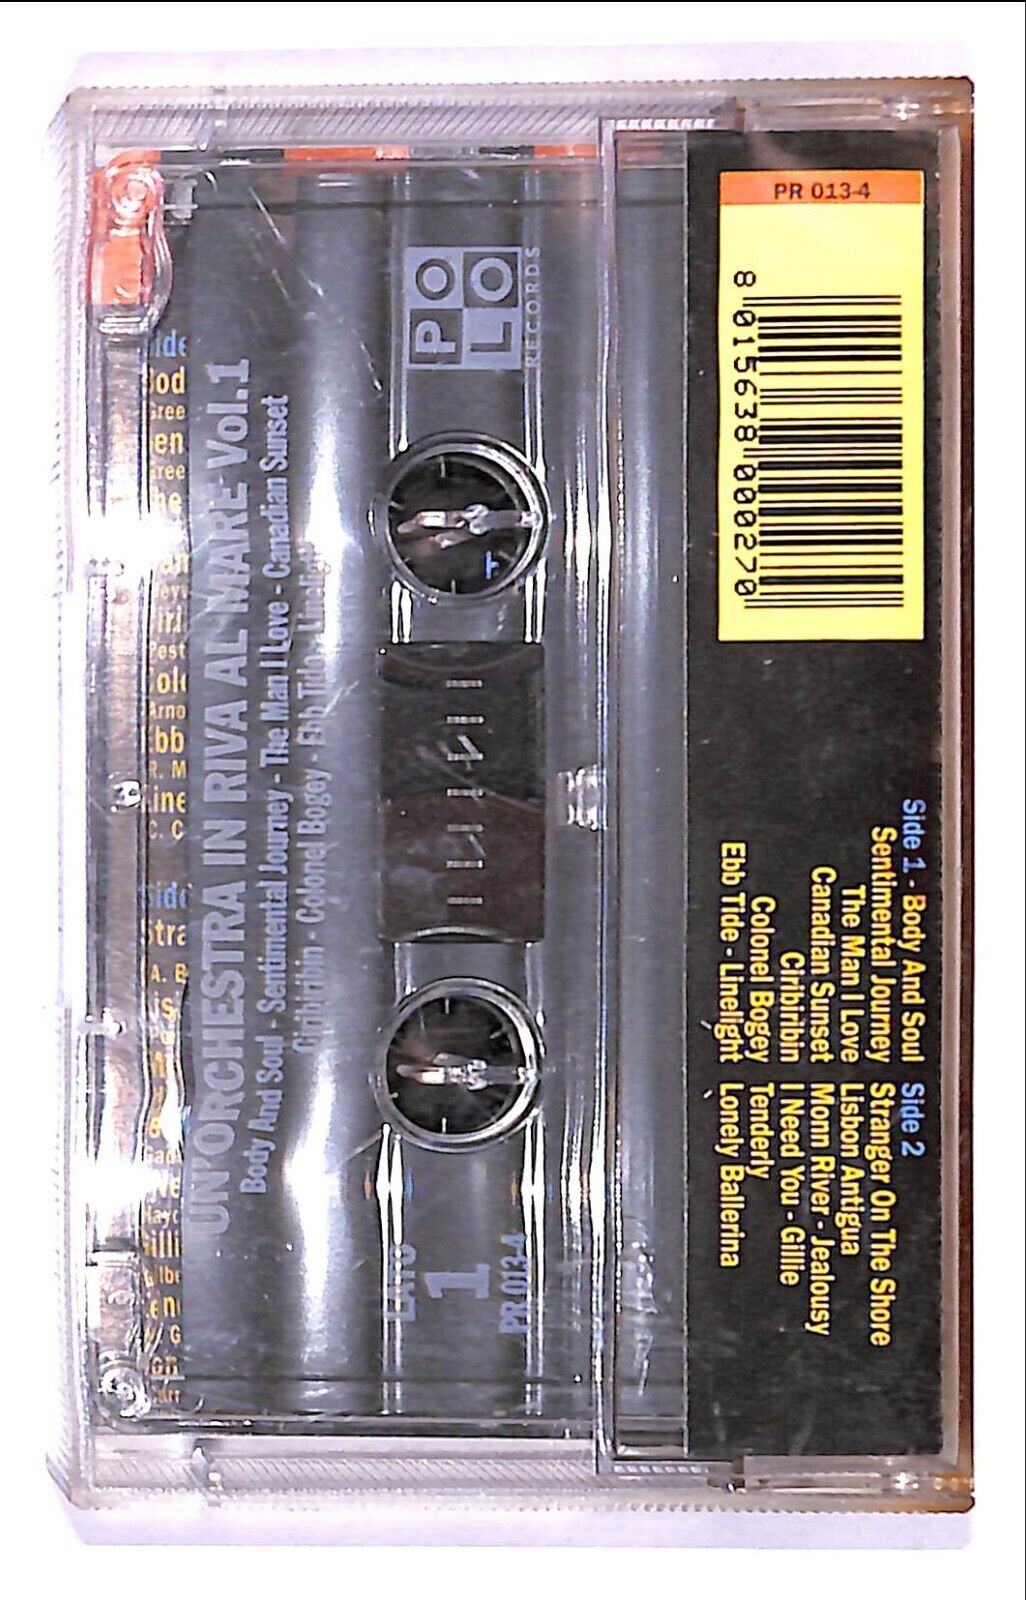 PR 013-4
8 015638 000270
Side 1 - Body And Soul
Sentimental Journey
The Man I Love
Canadian Sunset
Ciribiribin
Colonel Bogey
Ebb Tide - Linelight
Side 2
Stranger On The Shore
Lisbon Antigua
Moon River - Jealousy
I Need You - Gillie
Tenderly
Lonely Ballerina
POLO
RECORDS
UN'ORCHESTRA IN RIVA AL MARE Vol.1
Body And Soul - Sentimental Journey - The Man I Love - Canadian Sunset
Ciribiribin - Colonel Bogey - Ebb Tide
LATO
1
PR 013-4